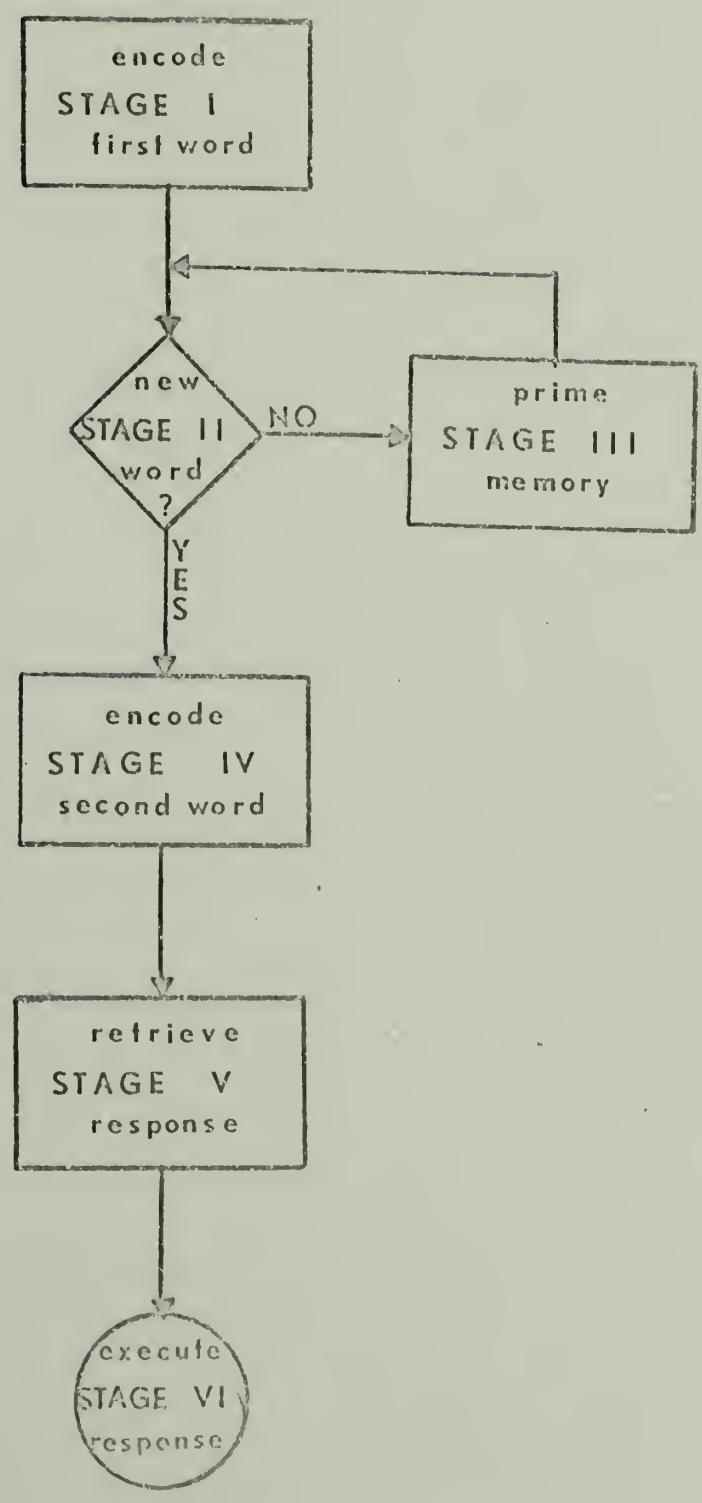 encode
STAGE I
first word
new
STAGE II
word
?
NO
prime
STAGE III
memory
YES
encode
STAGE IV
second word
retrieve
STAGE V
response
execute
STAGE VI
response